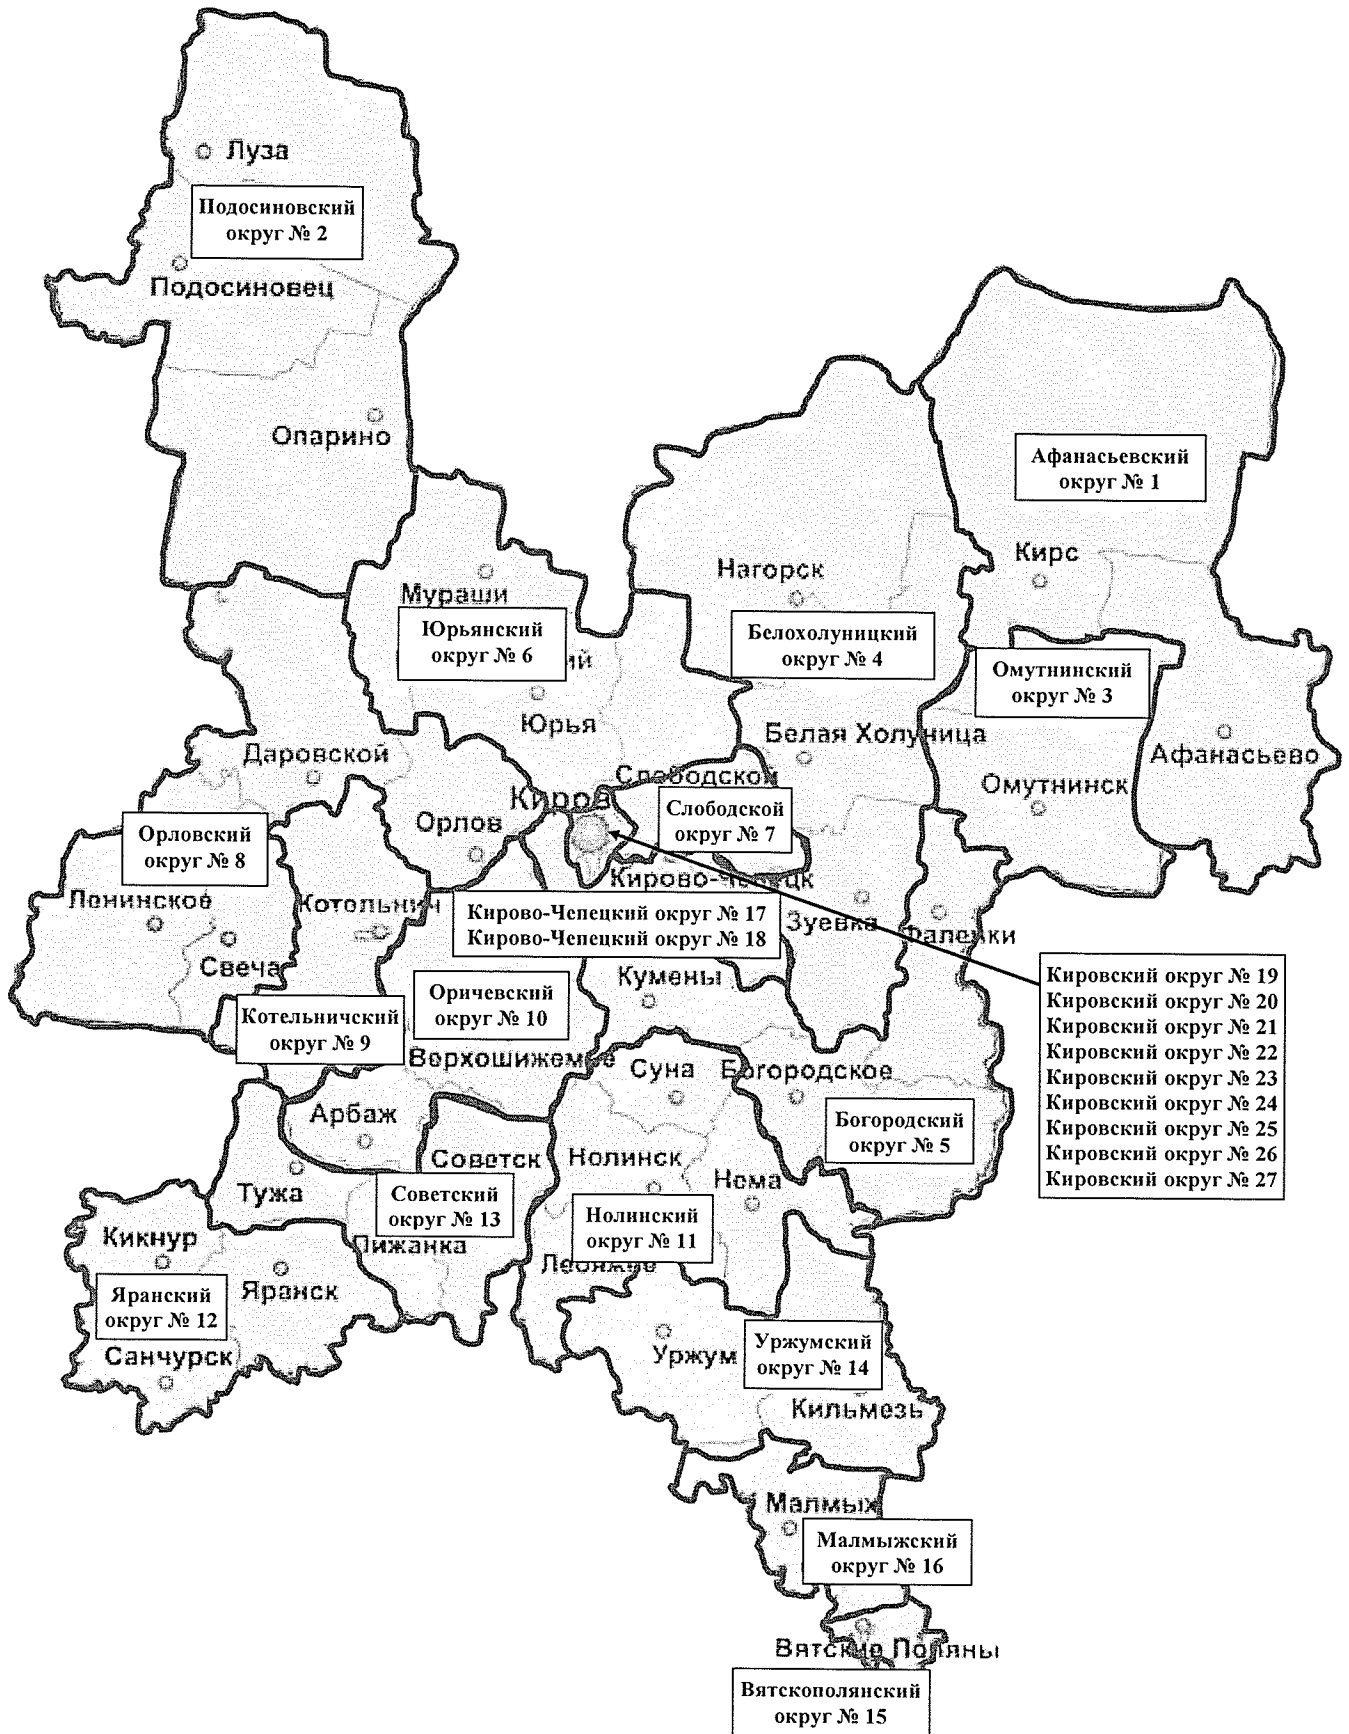 Луза
Подосиновский
округ № 2
Подосиновец
Опарино
Афанасьевский
округ № 1
Кирс
Нагорск
Мураши
Юрьянский
округ № 6
ий
Белохолуницкий
округ № 4
Омутнинский
округ № 3
Юрья
Белая Холуница
Афанасьево
Даровской
Слободской
Омутнинск
Киров
Слободской
округ № 7
Орлов
Орловский
округ № 8
Кирово-Чепецк
Ленинское
Котельнич
Кирово-Чепецкий округ № 17
Кирово-Чепецкий округ № 18
Зуевка
Фаленки
Свеча
Кумены
Кировский округ № 19
Кировский округ № 20
Кировский округ № 21
Кировский округ № 22
Кировский округ № 23
Кировский округ № 24
Кировский округ № 25
Кировский округ № 26
Кировский округ № 27
Оричевский
округ № 10
Котельничский
округ № 9
Верхошижемье
Суна
Богородское
Арбаж
Богородский
округ № 5
Советск
Нолинск
Нема
Тужа
Советский
округ № 13
Нолинский
округ № 11
Кикнур
Пижанка
Лебяжье
Яранск
Яранский
округ № 12
Санчурск
Уржум
Уржумский
округ № 14
Кильмезь
Малмыж
Малмыжский
округ № 16
Вятские Поляны
Вятскополянский
округ № 15